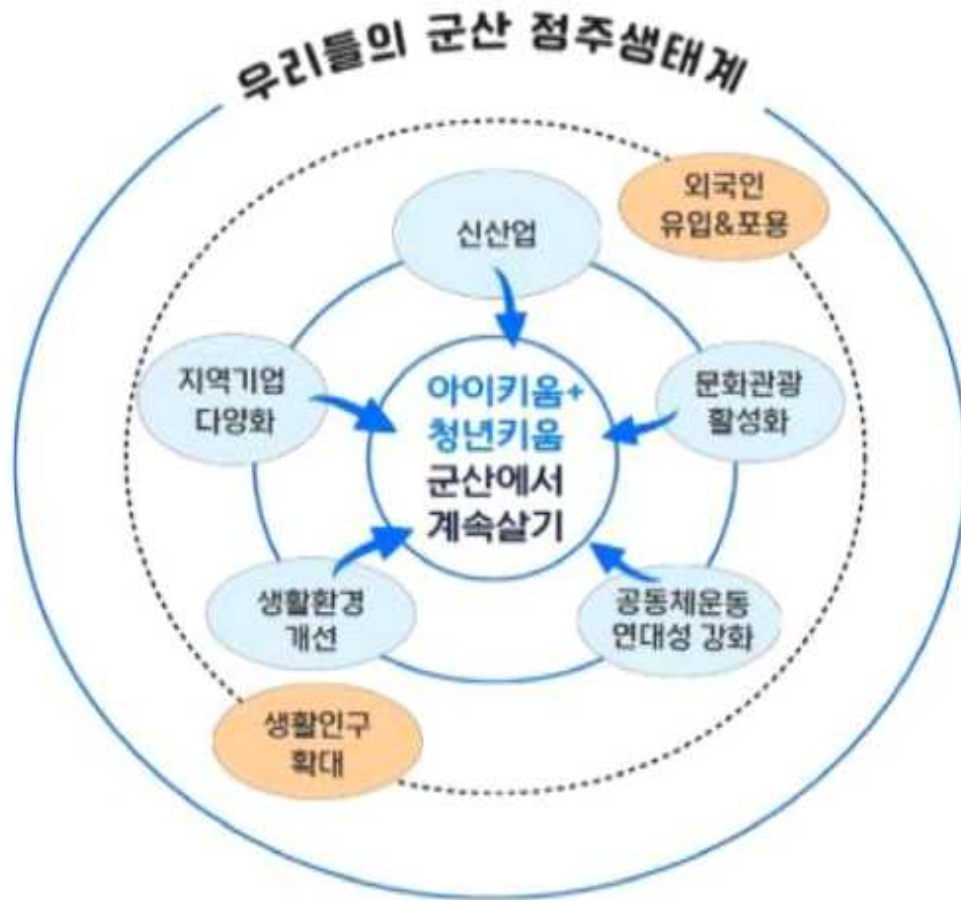 우리들의 군산 정주생태계
외국인
유입&포용
신산업
지역기업
다양화
문화관광
활성화
아이키움+
청년키움
군산에서
계속살기
생활환경
개선
공동체운동
연대성 강화
생활인구
확대